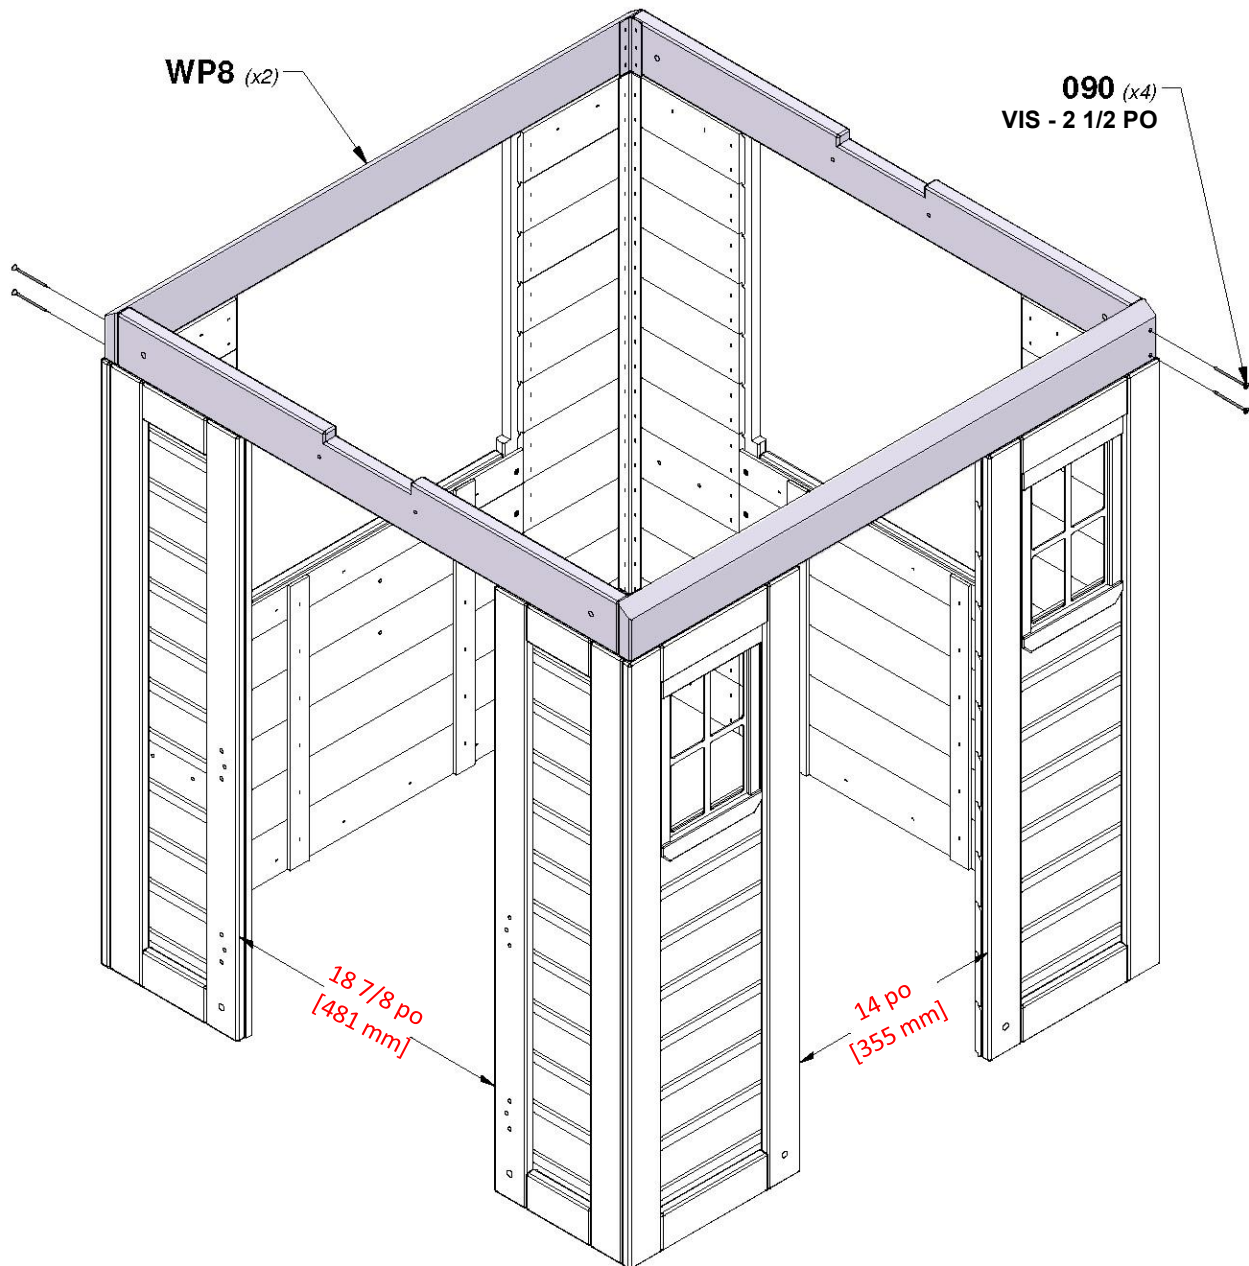 WP8 (x2)
090 (x4)
VIS - 2 1/2 PO
18 7/8 po
[481 mm]
14 po
[355 mm]